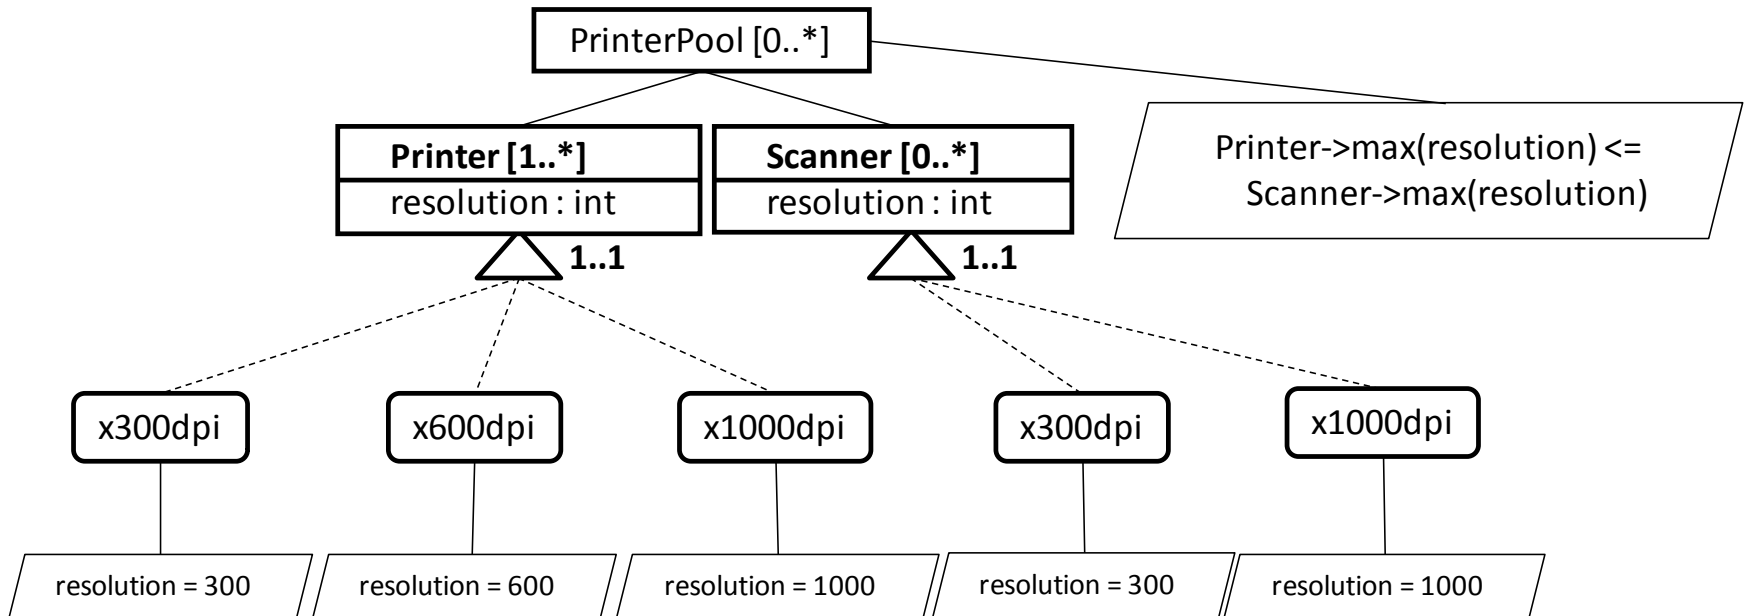 PrinterPool [0..*]
Printer [1..*]
resolution : int
Scanner [0..*]
resolution : int
Printer->max(resolution) <=
Scanner->max(resolution)
1..1
1..1
x300dpi
x600dpi
x1000dpi
x300dpi
x1000dpi
resolution = 300
resolution = 600
resolution = 1000
resolution = 300
resolution = 1000